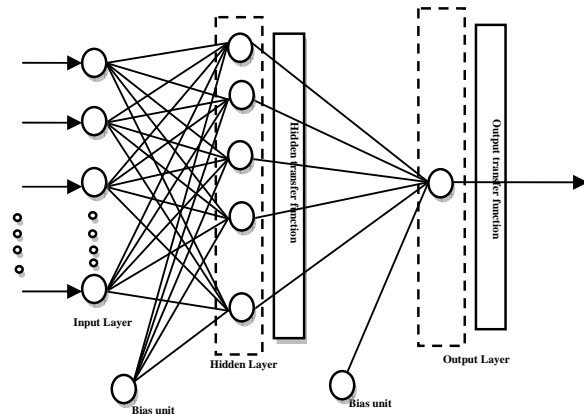 Hidden transfer function
Output transfer function
Input Layer
Hidden Layer
Output Layer
Bias unit
Bias unit